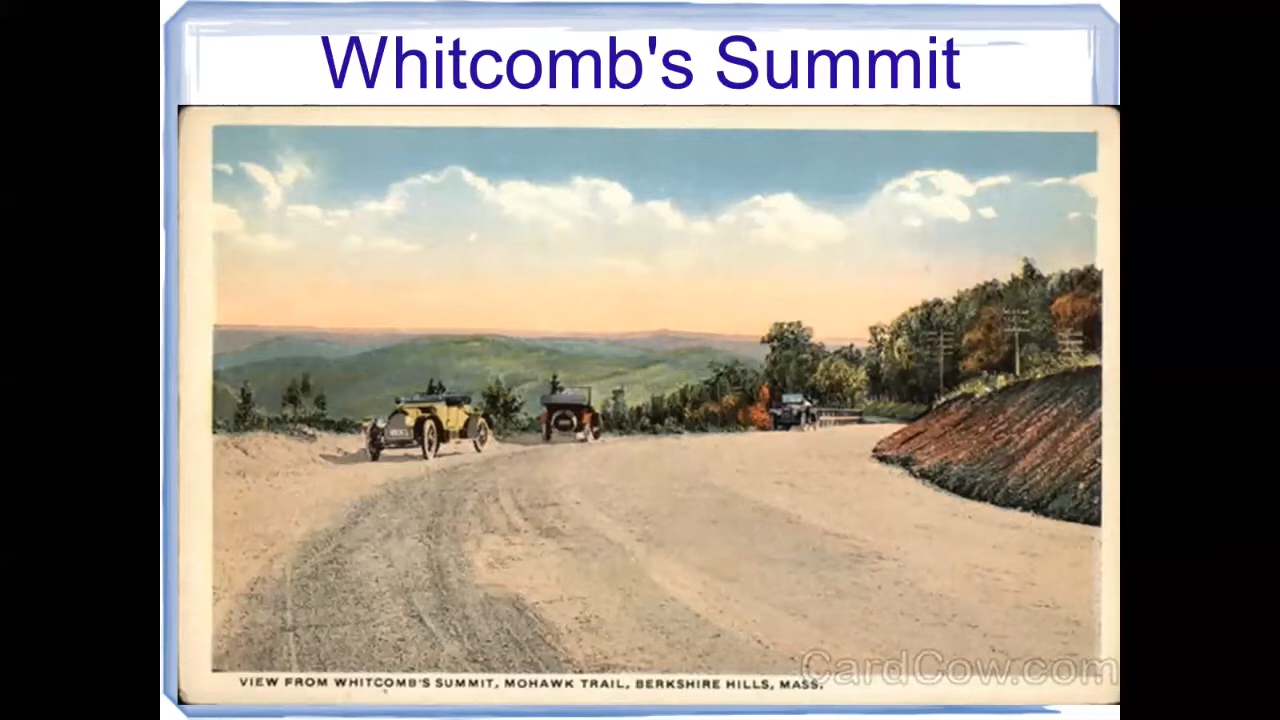 Whitcomb's Summit
VIEW FROM WHITCOMB'S SUMMIT, MOHAWK TRAIL, BERKSHIRE HILLS, MASS.
CardCow.com